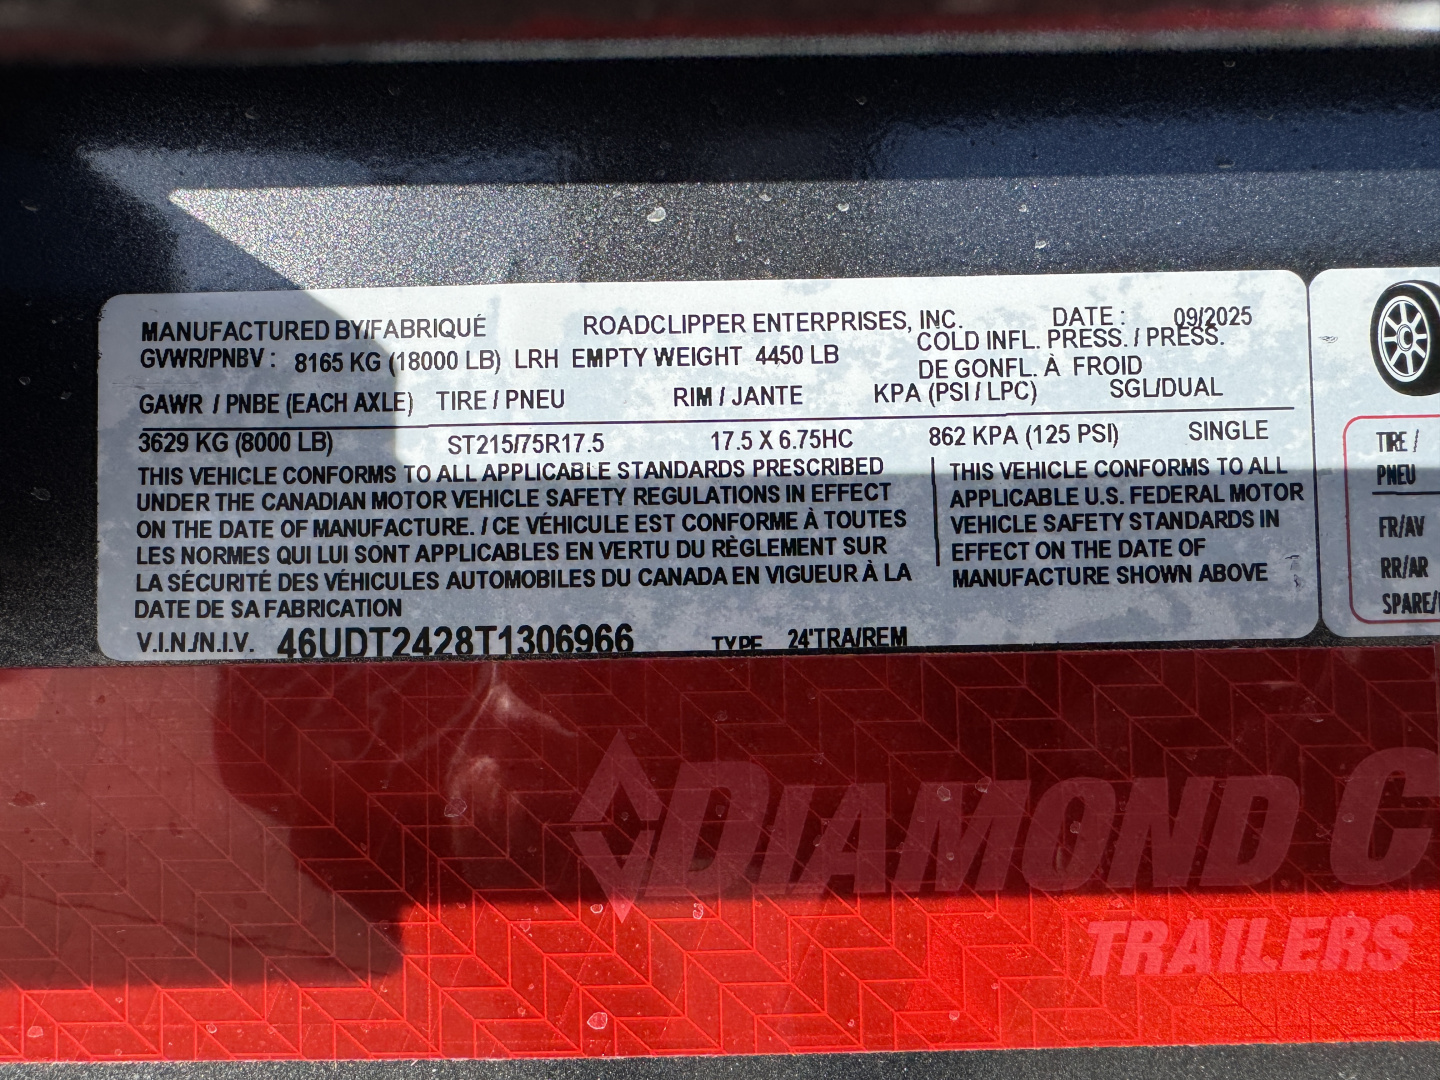 MANUFACTURED BY/FABRIQUÉ ROADCLIPPER ENTERPRISES, INC. DATE : 09/2025
GVWR/PNBV : 8165 KG (18000 LB) LRH EMPTY WEIGHT 4450 LB COLD INFL. PRESS. / PRESS.
DE GONFL. À FROID
GAWR / PNBE (EACH AXLE) TIRE / PNEU RIM / JANTE KPA (PSI / LPC) SGL/DUAL
3629 KG (8000 LB) ST215/75R17.5 17.5 X 6.75HC 862 KPA (125 PSI) SINGLE
THIS VEHICLE CONFORMS TO ALL APPLICABLE STANDARDS PRESCRIBED
UNDER THE CANADIAN MOTOR VEHICLE SAFETY REGULATIONS IN EFFECT
ON THE DATE OF MANUFACTURE. / CE VÉHICULE EST CONFORME À TOUTES
LES NORMES QUI LUI SONT APPLICABLES EN VERTU DU RÈGLEMENT SUR
LA SÉCURITÉ DES VÉHICULES AUTOMOBILES DU CANADA EN VIGUEUR À LA
DATE DE SA FABRICATION
THIS VEHICLE CONFORMS TO ALL
APPLICABLE U.S. FEDERAL MOTOR
VEHICLE SAFETY STANDARDS IN
EFFECT ON THE DATE OF
MANUFACTURE SHOWN ABOVE
V.I.N./N.I.V. 46UDT2428T1306966 TYPE 24'TRA/REM
TIRE /
PNEU
FR/AV
RR/AR
SPARE/
DIAMOND C
TRAILERS